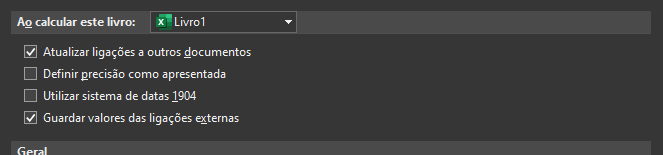 Ao calcular este livro: Livro1
Atualizar ligações a outros documentos
Definir precisão como apresentada
Utilizar sistema de datas 1904
Guardar valores das ligações externas
Geral